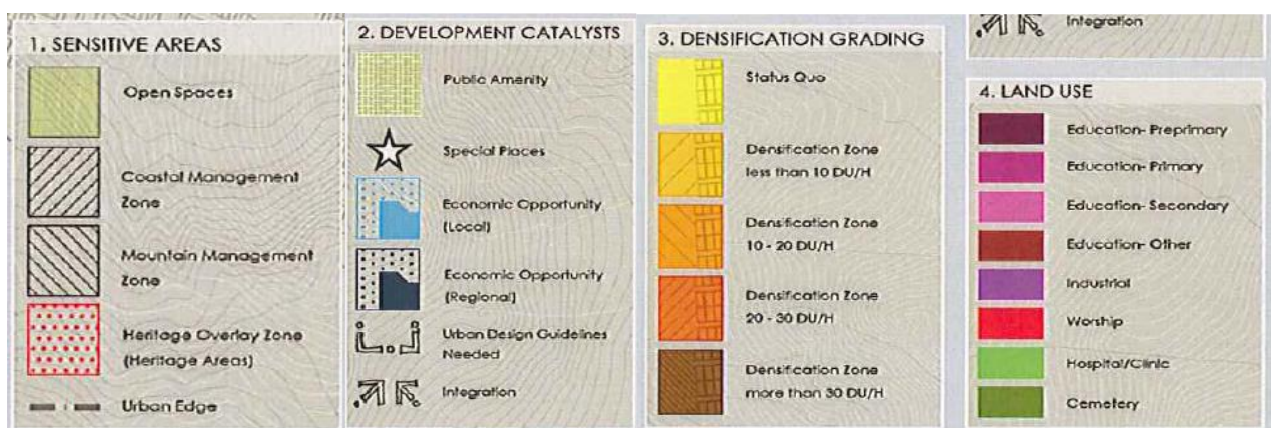 1. SENSITIVE AREAS
Open Spaces
Coastal Management
Zone
Mountain Management
Zone
Heritage Overlay Zone
(Heritage Areas)
Urban Edge
2. DEVELOPMENT CATALYSTS
Public Amenity
Special Places
Economic Opportunity
(Local)
Economic Opportunity
(Regional)
Urban Design Guidelines
Needed
Integration
3. DENSIFICATION GRADING
Status Quo
Densification Zone
less than 10 DU/H
Densification Zone
10 - 20 DU/H
Densification Zone
20 - 30 DU/H
Densification Zone
more than 30 DU/H
Integration
4. LAND USE
Education- Preprimary
Education- Primary
Education- Secondary
Education- Other
Industrial
Worship
Hospital/Clinic
Cemetery